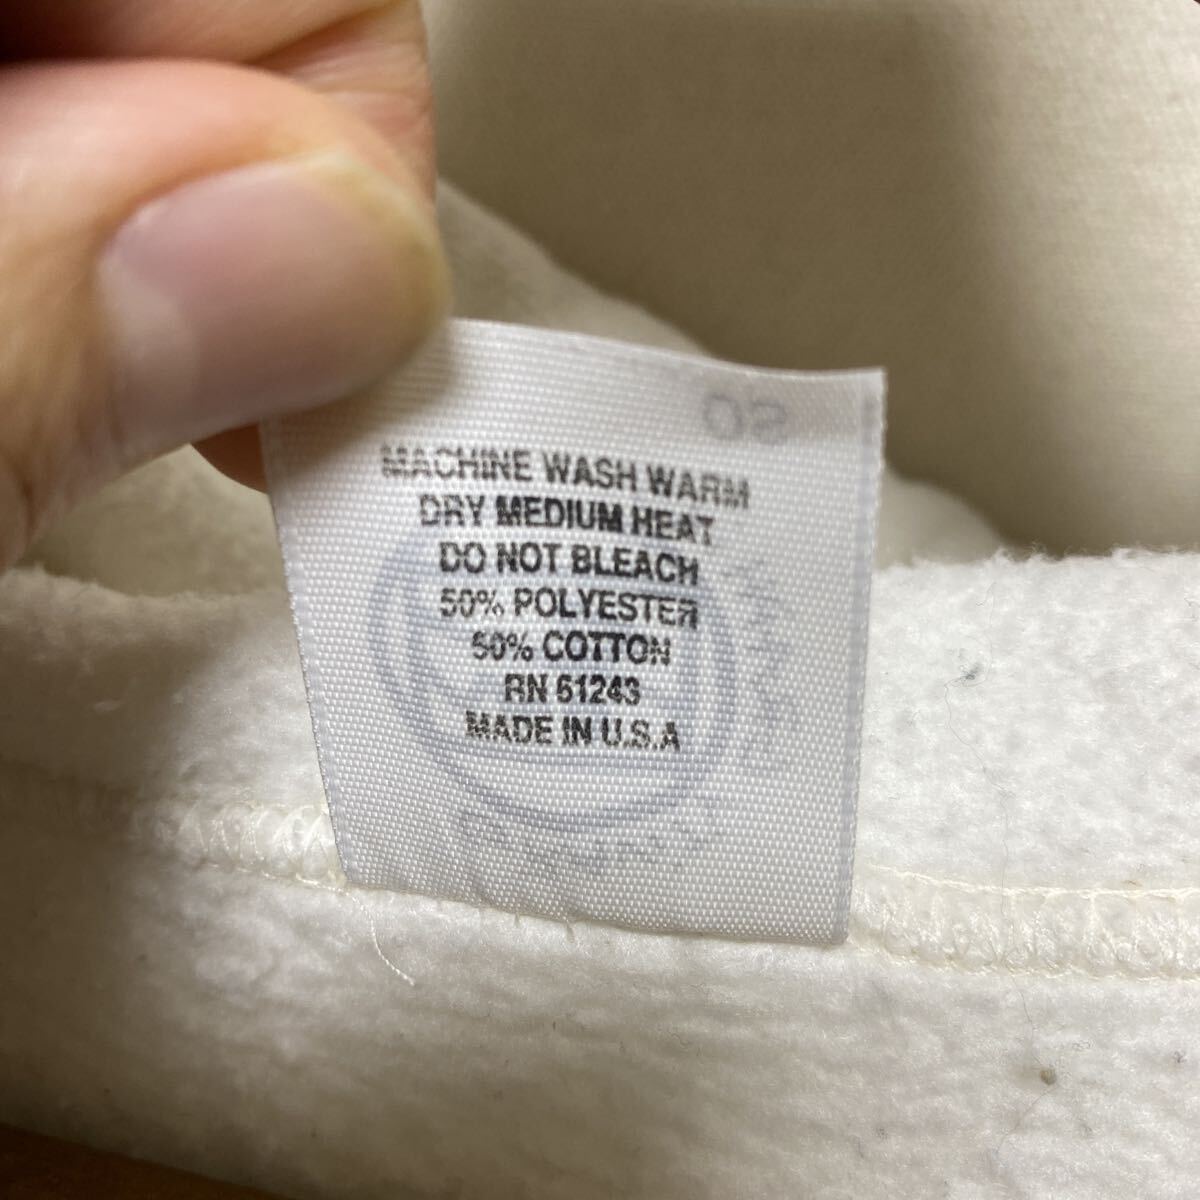 MACHINE WASH WARM
DRY MEDIUM HEAT
DO NOT BLEACH
50% POLYESTER
50% COTTON
RN 61243
MADE IN U.S.A